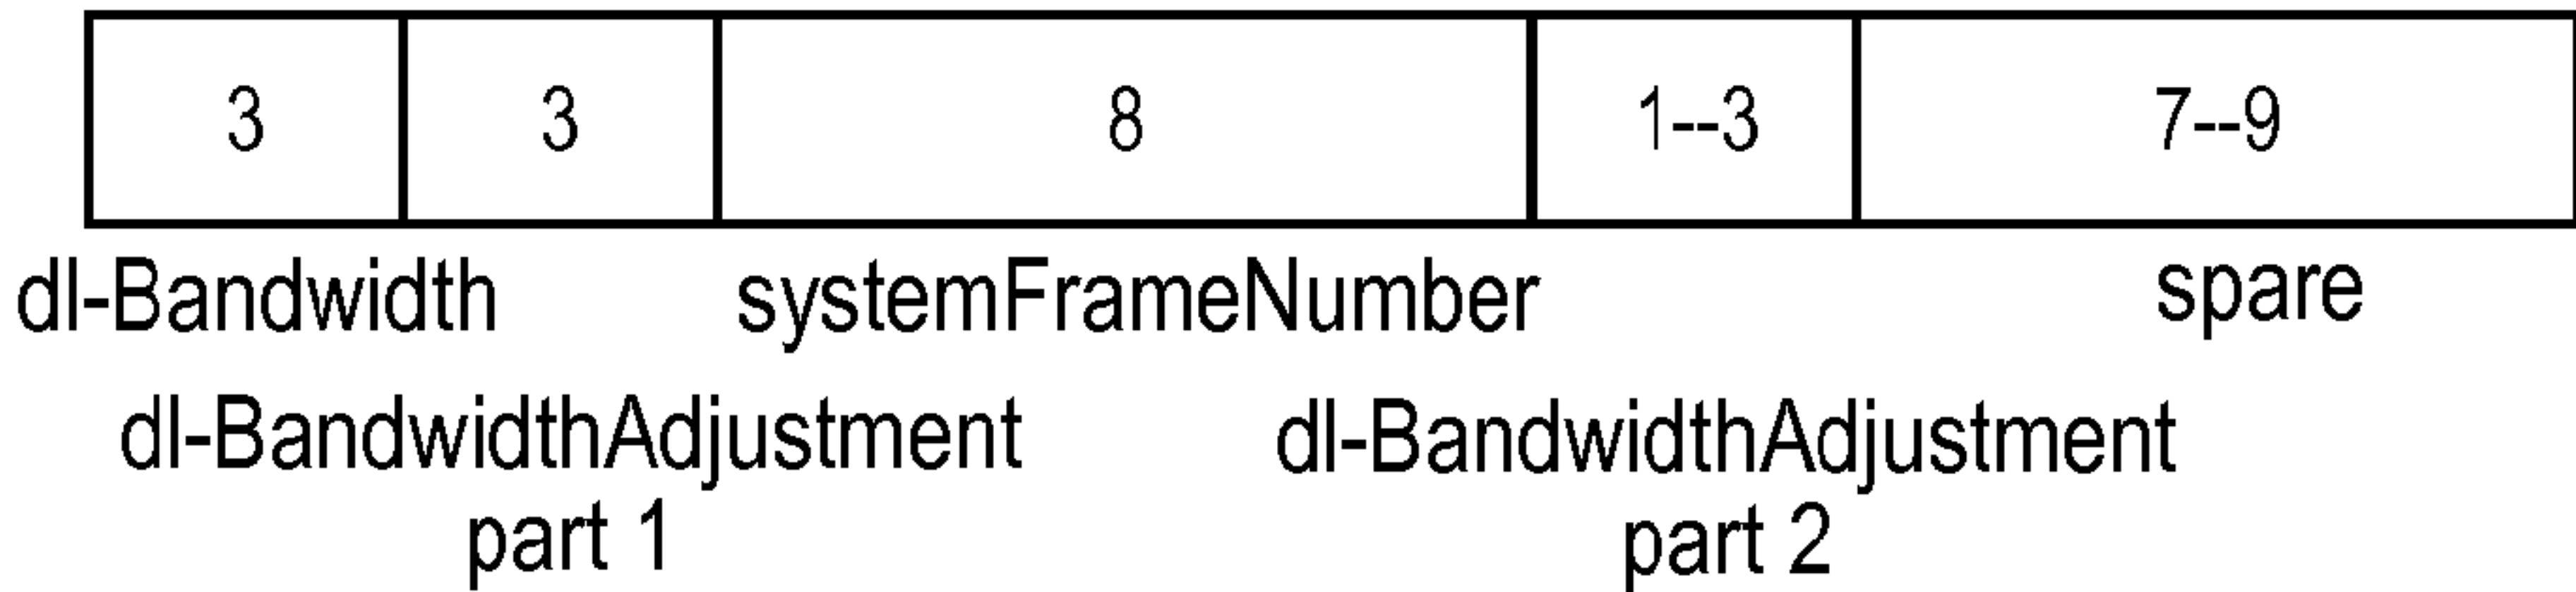 3 3 8 1--3 7--9
dl-Bandwidth systemFrameNumber spare
dl-BandwidthAdjustment dl-BandwidthAdjustment
part 1 part 2